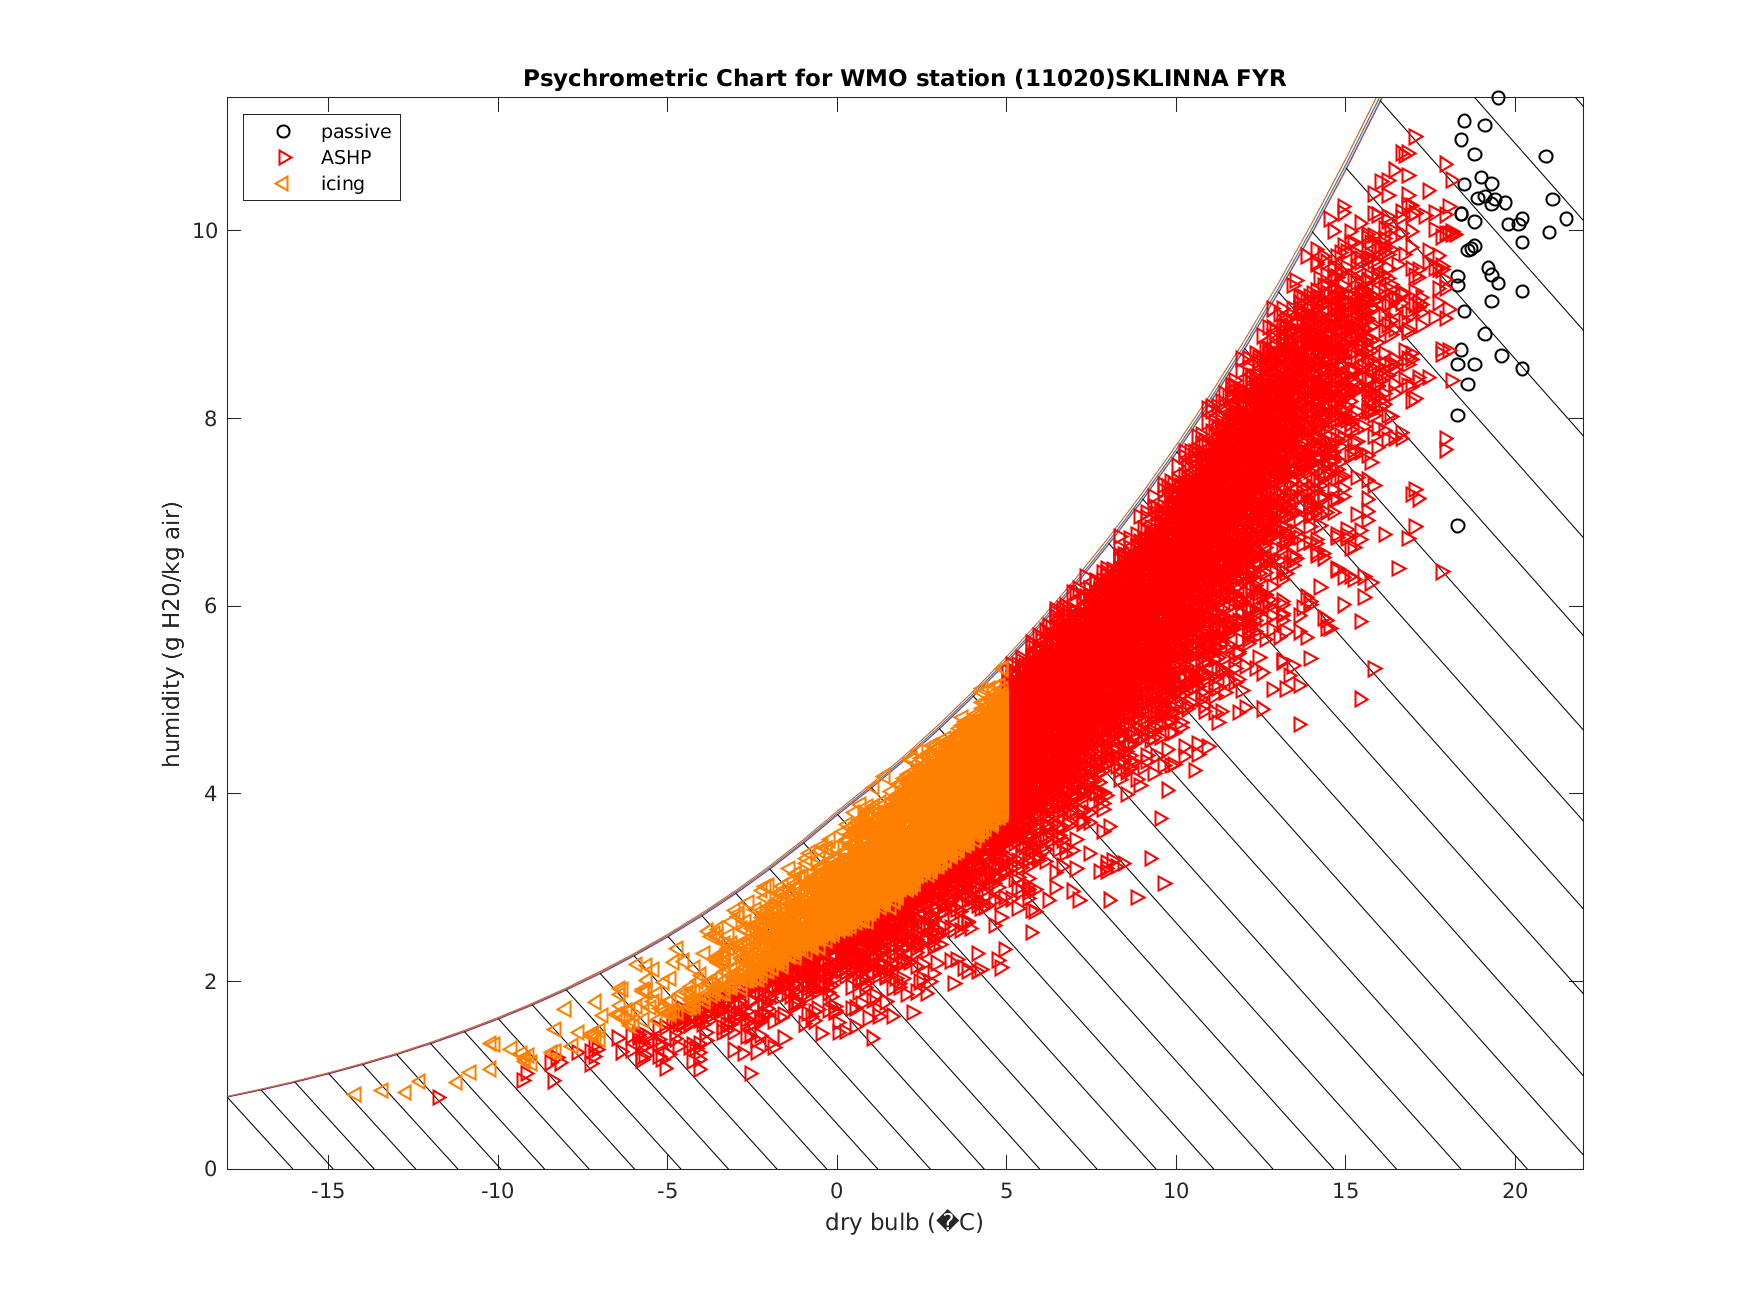 Psychrometric Chart for WMO station (11020)SKLINNA FYR
passive
ASHP
icing
humidity (g H20/kg air)
10
8
6
4
2
0
-15 -10 -5 0 5 10 15 20
dry bulb (�C)